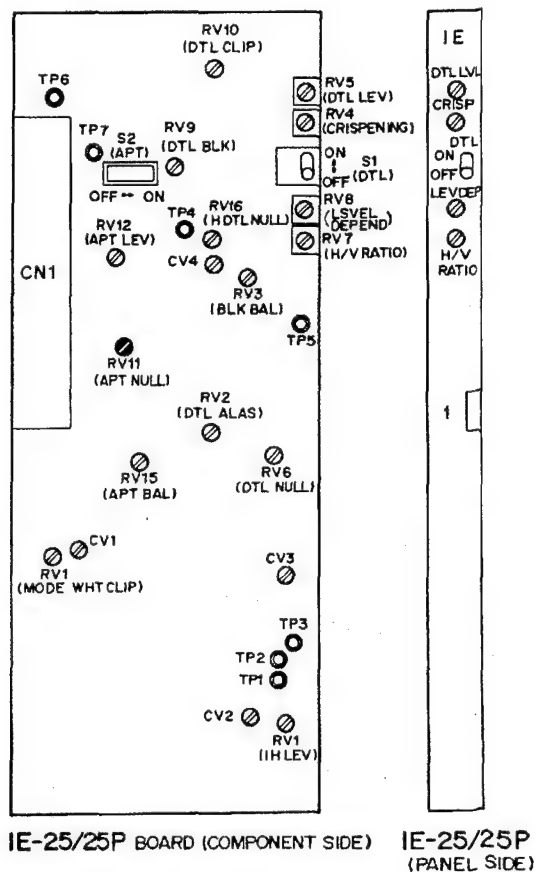 RV10
(DTL CLIP)
TP6
RV5
(DTL LEV)
RV4
(CRISPENING)
TP7
S2
(APT)
RV9
(DTL BLK)
OFF ↔ ON
ON
OFF
S1
(DTL)
TP4
RV16
(H DTL NULL)
RV8
(LSVEL
DEPEND)
RV7
(H/V RATIO)
RV12
(APT LEV)
CV4
CN1
RV3
(BLK BAL)
TP5
RV11
(APT NULL)
RV2
(DTL ALAS)
RV15
(APT BAL)
RV6
(DTL NULL)
CV1
RV1
(MODE WHT CLIP)
CV3
TP3
TP2
TP1
CV2
RV1
(IH LEV)
IE-25/25P BOARD (COMPONENT SIDE)
IE
DTL LVL
CRISP
DTL
ON
OFF
LEVDEP
H/V
RATIO
1
IE-25/25P
(PANEL SIDE)